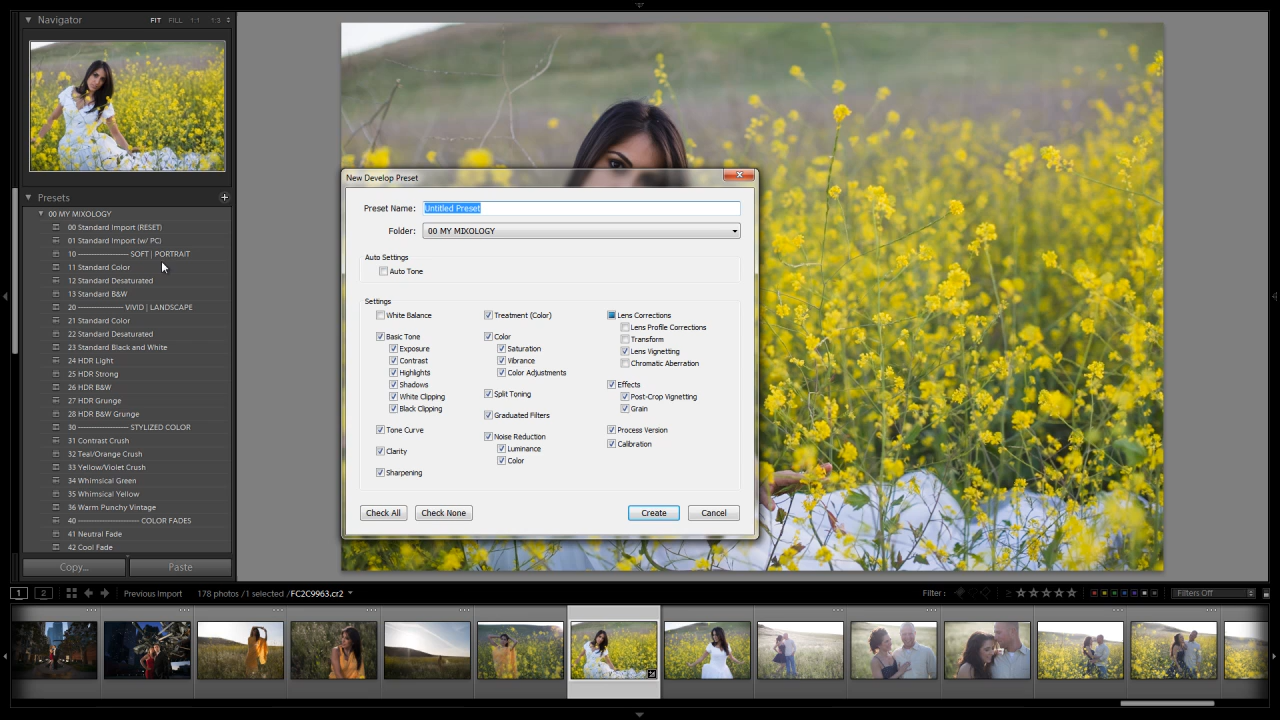 Navigator FIT FILL 1:1 1:3
Presets +
00 MY MIXOLOGY
00 Standard Import (RESET)
01 Standard Import (w/ PC)
10 ——————— SOFT | PORTRAIT
11 Standard Color
12 Standard Desaturated
13 Standard B&W
20 ——————— VIVID | LANDSCAPE
21 Standard Color
22 Standard Desaturated
23 Standard Black and White
24 HDR Light
25 HDR Strong
26 HDR B&W
27 HDR Grunge
28 HDR B&W Grunge
30 ——————— STYLIZED COLOR
31 Contrast Crush
32 Teal/Orange Crush
33 Yellow/Violet Crush
34 Whimsical Green
35 Whimsical Yellow
36 Warm Punchy Vintage
40 ——————— COLOR FADES
41 Neutral Fade
42 Cool Fade
Copy... Paste
New Develop Preset
Preset Name: Untitled Preset
Folder: 00 MY MIXOLOGY
Auto Settings
Auto Tone
Settings
White Balance
Basic Tone
Exposure
Contrast
Highlights
Shadows
White Clipping
Black Clipping
Tone Curve
Clarity
Sharpening
Treatment (Color)
Color
Saturation
Vibrance
Color Adjustments
Split Toning
Graduated Filters
Noise Reduction
Luminance
Color
Lens Corrections
Lens Profile Corrections
Transform
Lens Vignetting
Chromatic Aberration
Effects
Post-Crop Vignetting
Grain
Process Version
Calibration
Check All Check None Create Cancel
1 2 Previous Import 178 photos /1 selected /FC2C9963.cr2 Filter : Filters Off